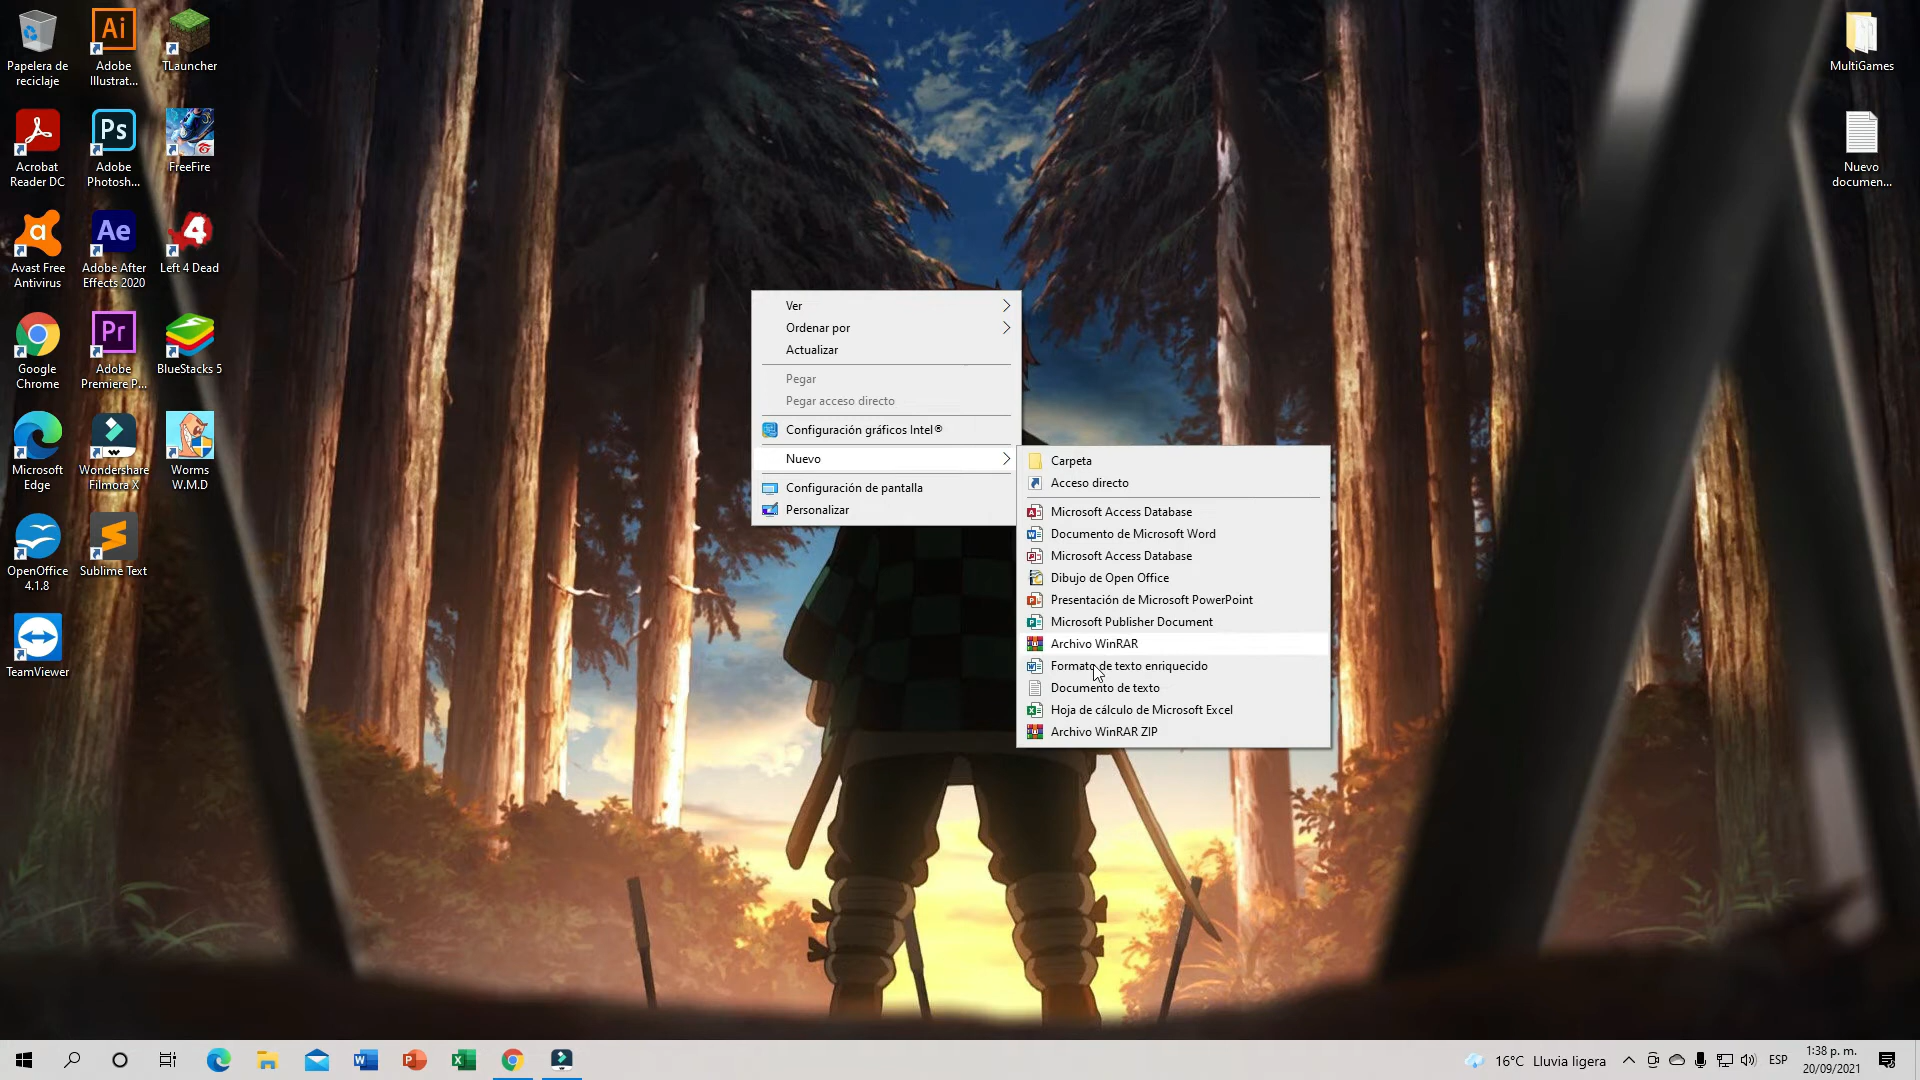 Papelera de
reciclaje
Adobe
Illustrat...
TLauncher
Acrobat
Reader DC
Adobe
Photosh...
FreeFire
Avast Free
Antivirus
Adobe After
Effects 2020
Left 4 Dead
Google
Chrome
Adobe
Premiere P...
BlueStacks 5
Microsoft
Edge
Wondershare
Filmora X
Worms
W.M.D
OpenOffice
4.1.8
Sublime Text
TeamViewer
MultiGames
Nuevo
documen...
Ver
Ordenar por
Actualizar
Pegar
Pegar acceso directo
Configuración gráficos Intel®
Nuevo
Configuración de pantalla
Personalizar
Carpeta
Acceso directo
Microsoft Access Database
Documento de Microsoft Word
Microsoft Access Database
Dibujo de Open Office
Presentación de Microsoft PowerPoint
Microsoft Publisher Document
Archivo WinRAR
Formato de texto enriquecido
Documento de texto
Hoja de cálculo de Microsoft Excel
Archivo WinRAR ZIP
16°C Lluvia ligera
ESP
1:38 p. m.
20/09/2021